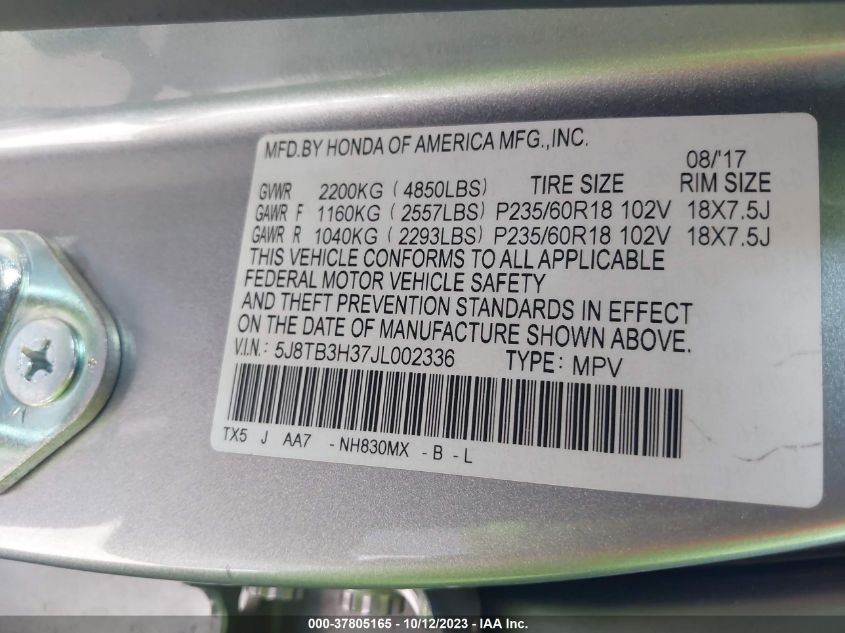 MFD.BY HONDA OF AMERICA MFG.,INC.
08/'17
GVWR 2200KG (4850LBS) TIRE SIZE RIM SIZE
GAWR F 1160KG (2557LBS) P235/60R18 102V 18X7.5J
GAWR R 1040KG (2293LBS) P235/60R18 102V 18X7.5J
THIS VEHICLE CONFORMS TO ALL APPLICABLE
FEDERAL MOTOR VEHICLE SAFETY
AND THEFT PREVENTION STANDARDS IN EFFECT
ON THE DATE OF MANUFACTURE SHOWN ABOVE.
V.I.N.: 5J8TB3H37JL002336 TYPE: MPV
TX5 J AA7 -NH830MX -B -L
000-37805165 - 10/12/2023 - IAA Inc.